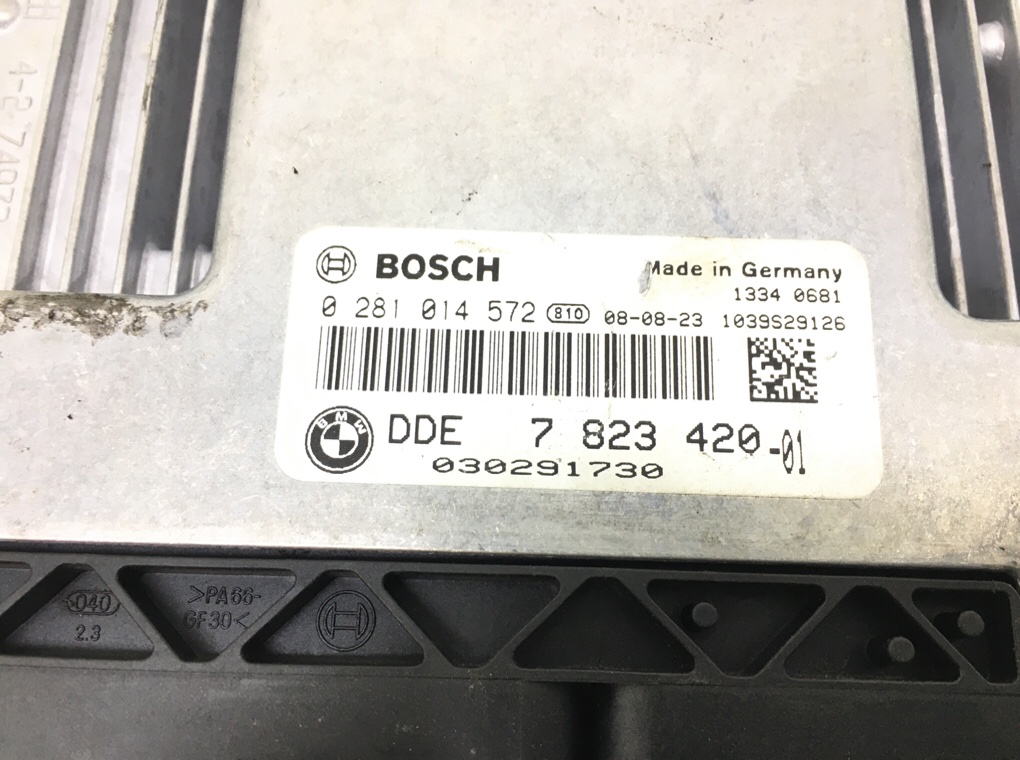 BOSCH
Made in Germany
1334 0681
0 281 014 572 810 08-08-23 1039S29126
BMW
DDE 7 823 420-01
030291730
040
2.3
>PA66-
GF30<